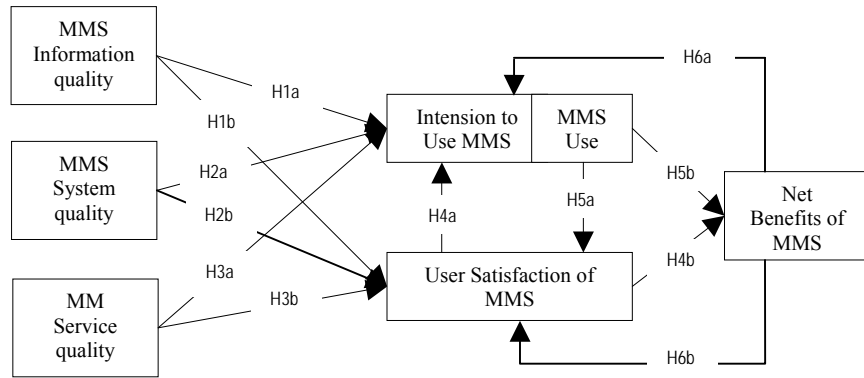 MMS
Information
quality
H1a
H1b
MMS
System
quality
H2a
H2b
MM
Service
quality
H3a
H3b
Intension to
Use MMS
MMS
Use
H4a
H5a
User Satisfaction of
MMS
H6a
H5b
H4b
H6b
Net
Benefits of
MMS